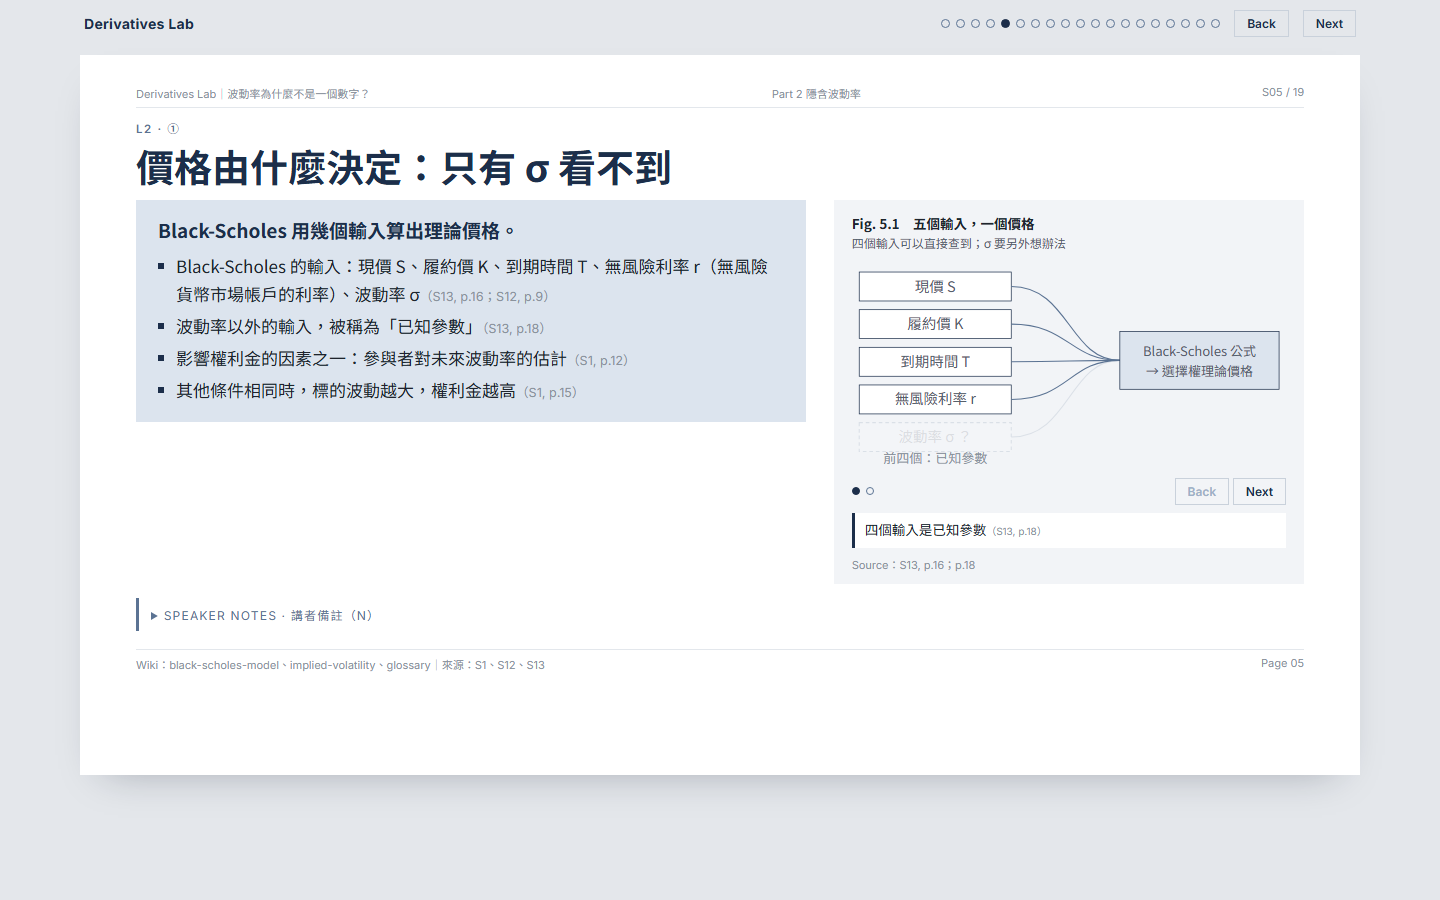 Derivatives Lab
Back
Next
Derivatives Lab｜波動率為什麼不是一個數字？
Part 2 隱含波動率
S05 / 19
L2 · ①
價格由什麼決定：只有 σ 看不到
Black-Scholes 用幾個輸入算出理論價格。
Black-Scholes 的輸入：現價 S、履約價 K、到期時間 T、無風險利率 r（無風險
貨幣市場帳戶的利率）、波動率 σ（S13, p.16；S12, p.9）
波動率以外的輸入，被稱為「已知參數」（S13, p.18）
影響權利金的因素之一：參與者對未來波動率的估計（S1, p.12）
其他條件相同時，標的波動越大，權利金越高（S1, p.15）
Fig. 5.1　五個輸入，一個價格
四個輸入可以直接查到；σ 要另外想辦法
現價 S
履約價 K
到期時間 T
無風險利率 r
波動率 σ ？
前四個：已知參數
Black-Scholes 公式
→ 選擇權理論價格
Back
Next
四個輸入是已知參數（S13, p.18）
Source：S13, p.16；p.18
SPEAKER NOTES · 講者備註（N）
Wiki：black-scholes-model、implied-volatility、glossary｜來源：S1、S12、S13
Page 05